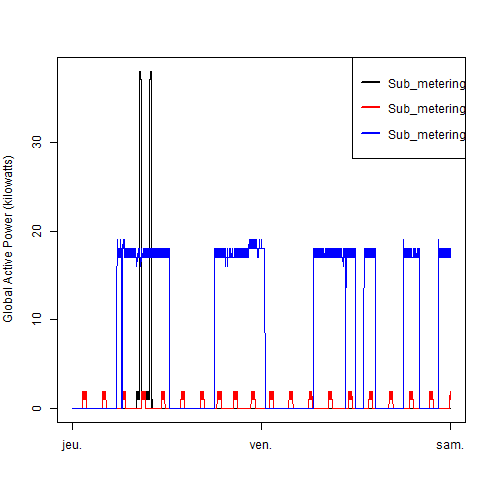 Sub_metering
Sub_metering
Sub_metering
Global Active Power (kilowatts)
30
20
10
0
jeu.
ven.
sam.